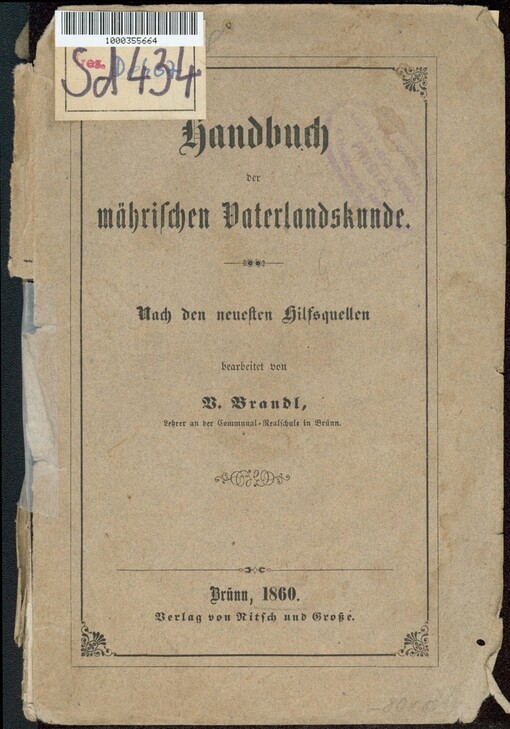 1000355664
Sd 434
Handbuch
der
mähriſchen Vaterlandskunde.
Nach den neueſten Hilfsquellen
bearbeitet von
V. Brandl,
Lehrer an der Communal-Realſchule in Brünn.
Brünn, 1860.
Verlag von Nitſch und Große.